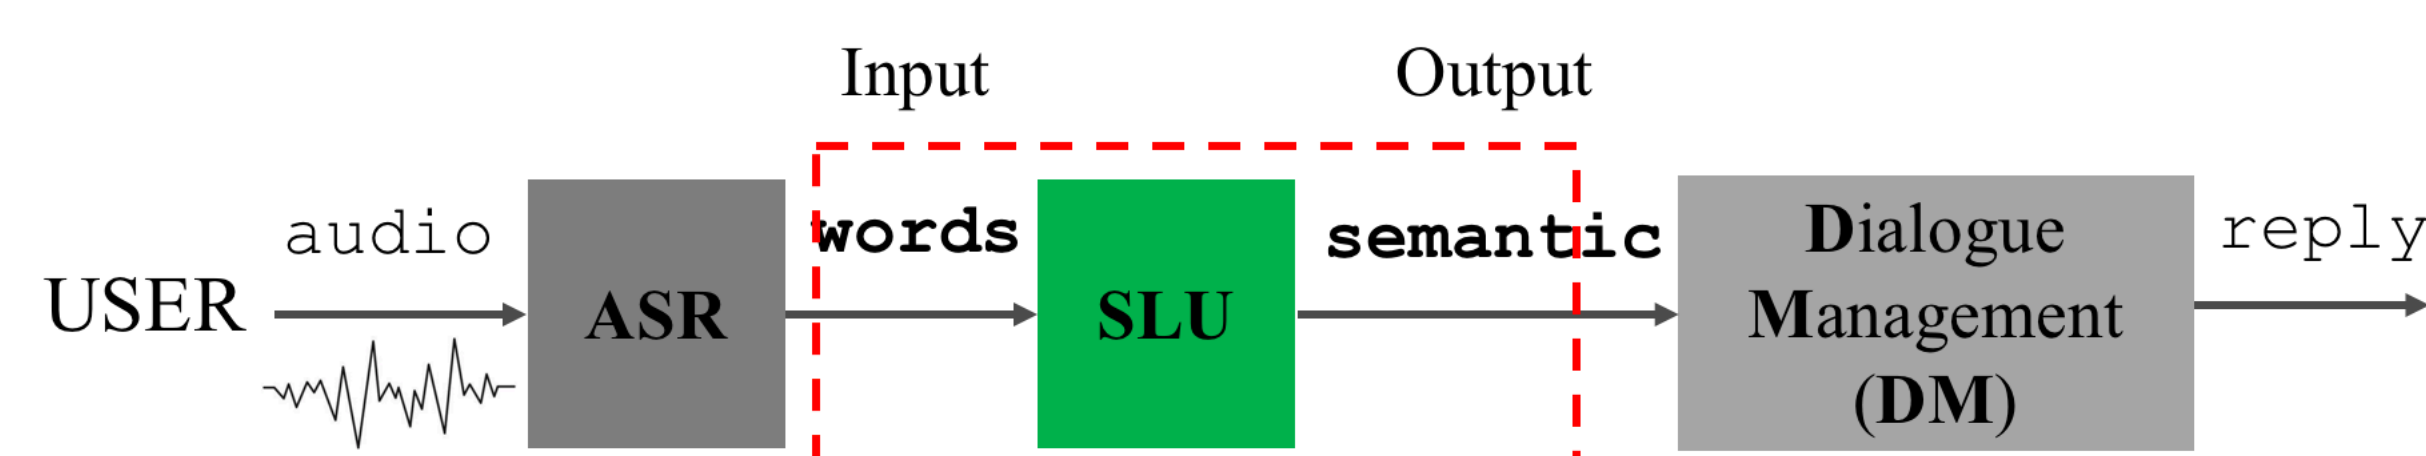 Input
Output
audio
words
semantic
reply
USER
ASR
SLU
Dialogue
Management
(DM)